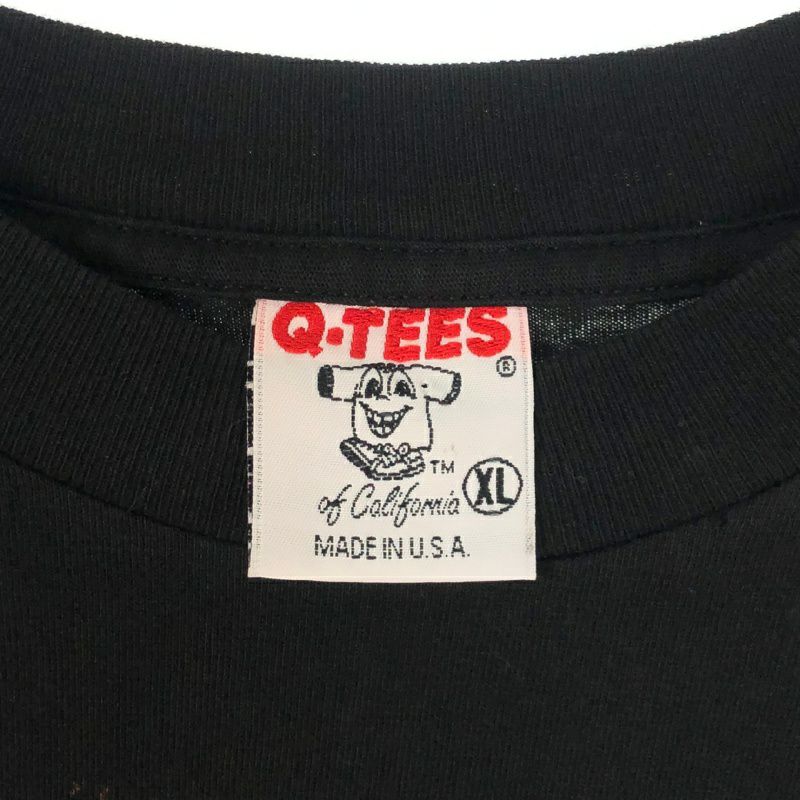 Q-TEES
®
TM
of California XL
MADE IN U.S.A.